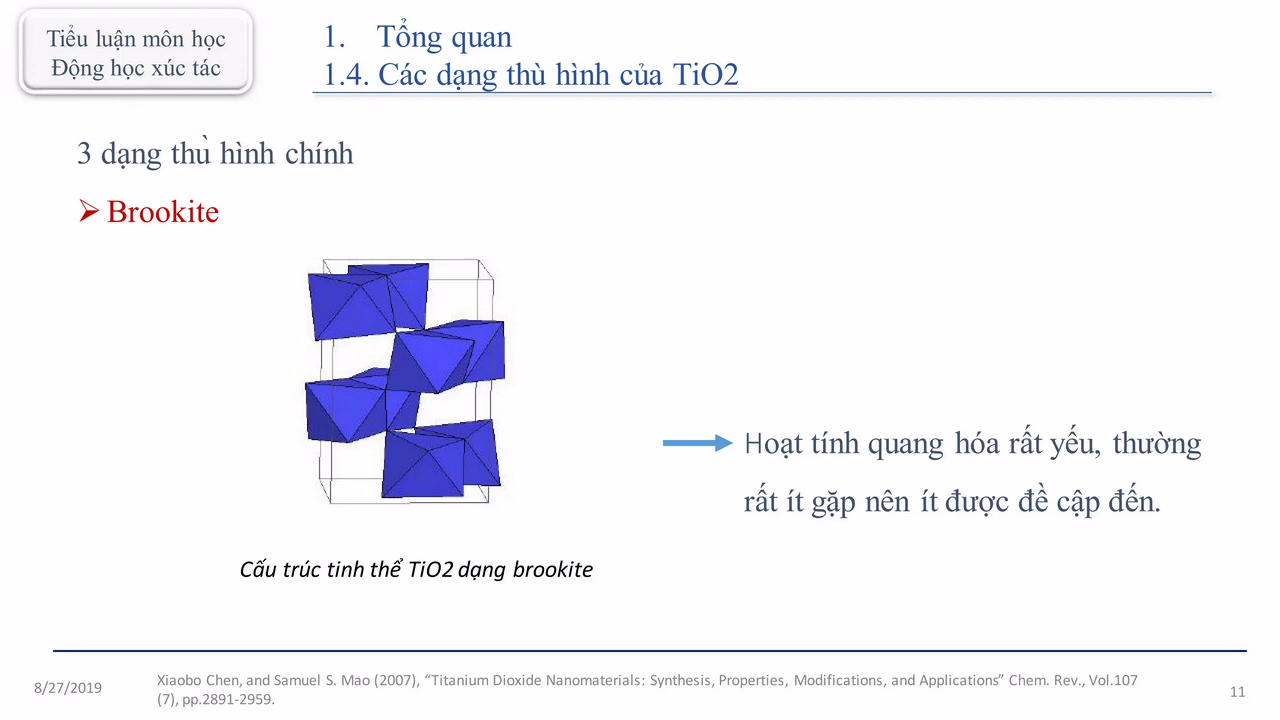 Tiểu luận môn học
Động học xúc tác
1. Tổng quan
1.4. Các dạng thù hình của TiO2
3 dạng thù hình chính
➢ Brookite
Hoạt tính quang hóa rất yếu, thường
rất ít gặp nên ít được đề cập đến.
Cấu trúc tinh thể TiO2 dạng brookite
8/27/2019
Xiaobo Chen, and Samuel S. Mao (2007), “Titanium Dioxide Nanomaterials: Synthesis, Properties, Modifications, and Applications” Chem. Rev., Vol.107
(7), pp.2891-2959.
11